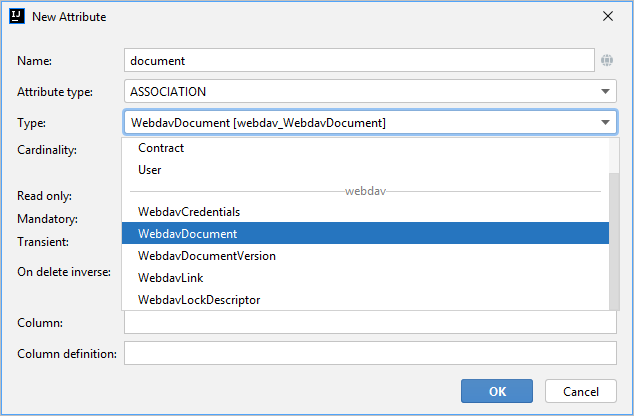 IJ New Attribute
Name: document
Attribute type: ASSOCIATION
Type: WebdavDocument [webdav_WebdavDocument]
Cardinality:
Contract
User
Read only:
webdav
Mandatory:
WebdavCredentials
Transient:
WebdavDocument
WebdavDocumentVersion
On delete inverse:
WebdavLink
WebdavLockDescriptor
Column:
Column definition:
OK Cancel